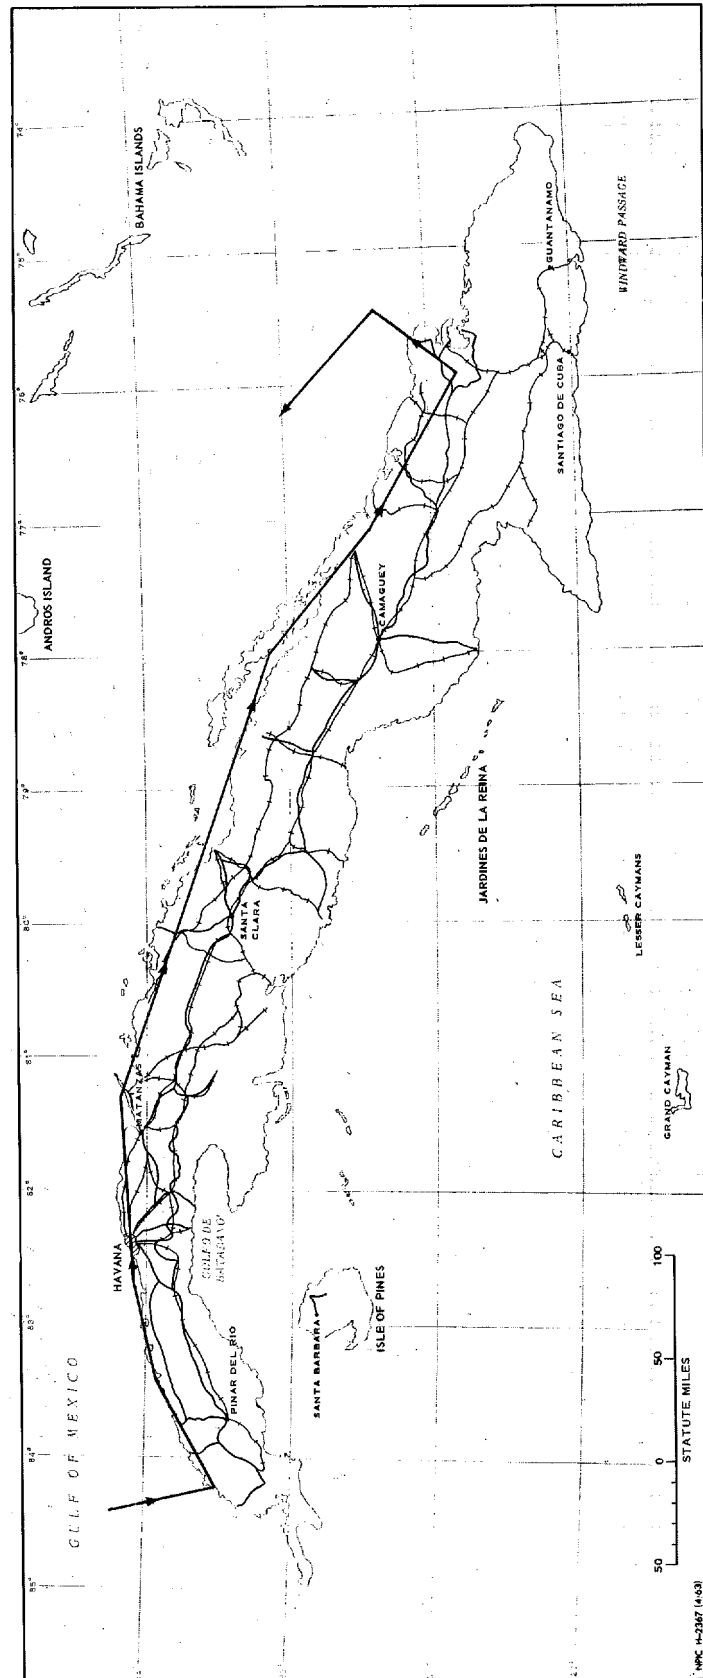 GULF OF MEXICO
HAVANA
MATANZAS
PINAR DEL RIO
GOLFO DE
BATABANO
SANTA BARBARA
ISLE OF PINES
SANTA
CLARA
CAMAGUEY
ANDROS ISLAND
BAHAMA ISLANDS
GUANTANAMO
SANTIAGO DE CUBA
WINDWARD PASSAGE
JARDINES DE LA REINA
LESSER CAYMANS
GRAND CAYMAN
CARIBBEAN SEA
85°
84°
83°
82°
81°
80°
79°
78°
77°
76°
75°
74°
50 0 50 100
STATUTE MILES
NPIC H-2367 (4/63)